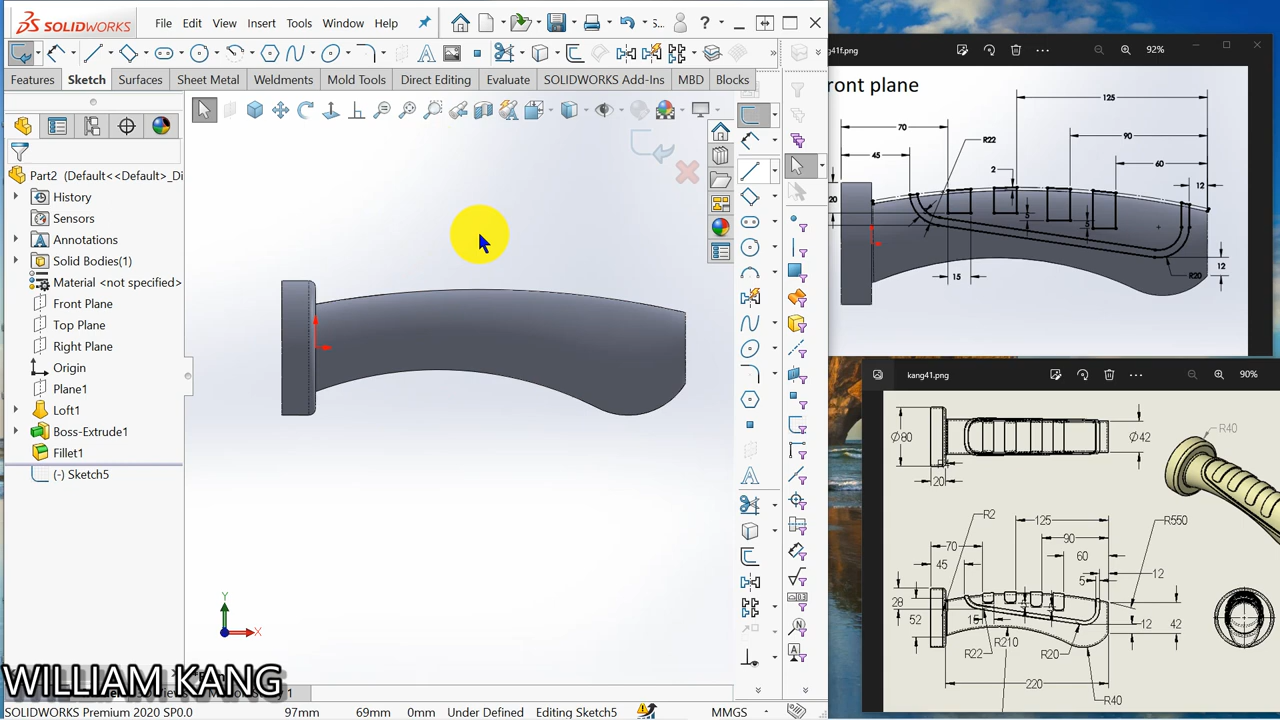 SOLIDWORKS
File
Edit
View
Insert
Tools
Window
Help
S...
Features
Sketch
Surfaces
Sheet Metal
Weldments
Mold Tools
Direct Editing
Evaluate
SOLIDWORKS Add-Ins
MBD
Blocks
Part2 (Default<<Default>_Di
History
Sensors
Annotations
Solid Bodies(1)
Material <not specified>
Front Plane
Top Plane
Right Plane
Origin
Plane1
Loft1
Boss-Extrude1
Fillet1
(-) Sketch5
Y
X
WILLIAM KANG
1
SOLIDWORKS Premium 2020 SP0.0
97mm
69mm
0mm
Under Defined
Editing Sketch5
MMGS
g41f.png
92%
ront plane
125
70
R22
90
45
2
60
12
20
5
5
15
12
R20
kang41.png
90%
Ø80
Ø42
R40
20
R2
125
R550
70
90
45
60
5
12
28
52
15
12
42
R22
R210
R20
220
R40